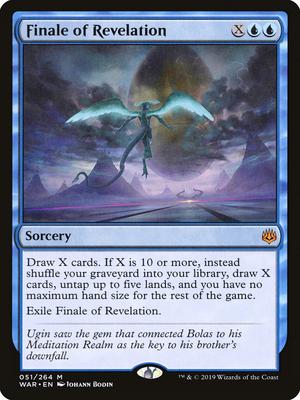 Finale of Revelation X
Sorcery
Draw X cards. If X is 10 or more, instead
shuffle your graveyard into your library, draw X
cards, untap up to five lands, and you have no
maximum hand size for the rest of the game.
Exile Finale of Revelation.
Ugin saw the gem that connected Bolas to his
Meditation Realm as the key to his brother's
downfall.
051/264 M
WAR • EN Johann Bodin
™ & © 2019 Wizards of the Coast